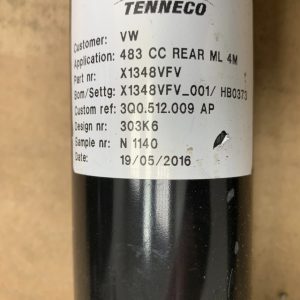 TENNECO
Customer: VW
Application: 483 CC REAR ML 4M
Part nr: X1348VFV
Bom/Settg: X1348VFV_001/ HB0373
Custom ref: 3Q0.512.009 AP
Design nr: 303K6
Sample nr: N 1140
Date: 19/05/2016